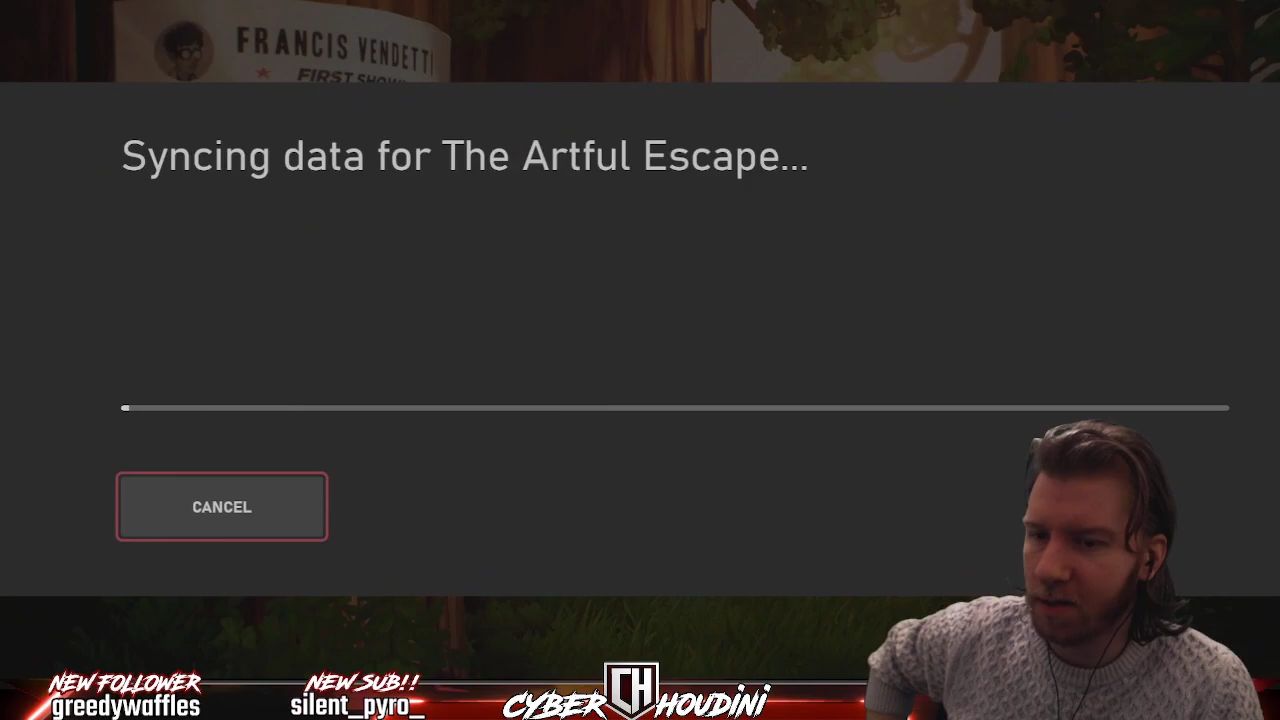 FRANCIS VENDETTI
FIRST SHOW
Syncing data for The Artful Escape...
CANCEL
NEW FOLLOWER
greedywaffles
NEW SUB!!
silent_pyro_
CYBER CH HOUDINI